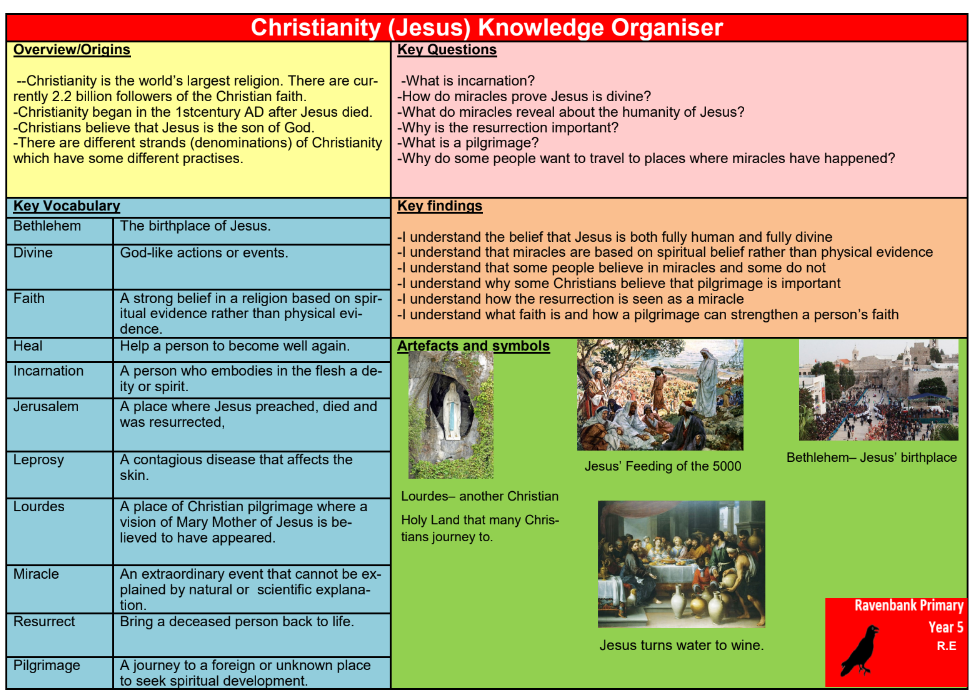 Christianity (Jesus) Knowledge Organiser
Overview/Origins
--Christianity is the world's largest religion. There are cur-
rently 2.2 billion followers of the Christian faith.
-Christianity began in the 1stcentury AD after Jesus died.
-Christians believe that Jesus is the son of God.
-There are different strands (denominations) of Christianity
which have some different practises.
Key Questions
-What is incarnation?
-How do miracles prove Jesus is divine?
-What do miracles reveal about the humanity of Jesus?
-Why is the resurrection important?
-What is a pilgrimage?
-Why do some people want to travel to places where miracles have happened?
Key Vocabulary
Bethlehem
The birthplace of Jesus.
Divine
God-like actions or events.
Faith
A strong belief in a religion based on spir-
itual evidence rather than physical evi-
dence.
Heal
Help a person to become well again.
Incarnation
A person who embodies in the flesh a de-
ity or spirit.
Jerusalem
A place where Jesus preached, died and
was resurrected,
Leprosy
A contagious disease that affects the
skin.
Lourdes
A place of Christian pilgrimage where a
vision of Mary Mother of Jesus is be-
lieved to have appeared.
Miracle
An extraordinary event that cannot be ex-
plained by natural or  scientific explana-
tion.
Resurrect
Bring a deceased person back to life.
Pilgrimage
A journey to a foreign or unknown place
to seek spiritual development.
Key findings
-I understand the belief that Jesus is both fully human and fully divine
-I understand that miracles are based on spiritual belief rather than physical evidence
-I understand that some people believe in miracles and some do not
-I understand why some Christians believe that pilgrimage is important
-I understand how the resurrection is seen as a miracle
-I understand what faith is and how a pilgrimage can strengthen a person's faith
Artefacts and symbols
Jesus' Feeding of the 5000
Bethlehem– Jesus' birthplace
Lourdes– another Christian
Holy Land that many Chris-
tians journey to.
Jesus turns water to wine.
Ravenbank Primary
Year 5
R.E